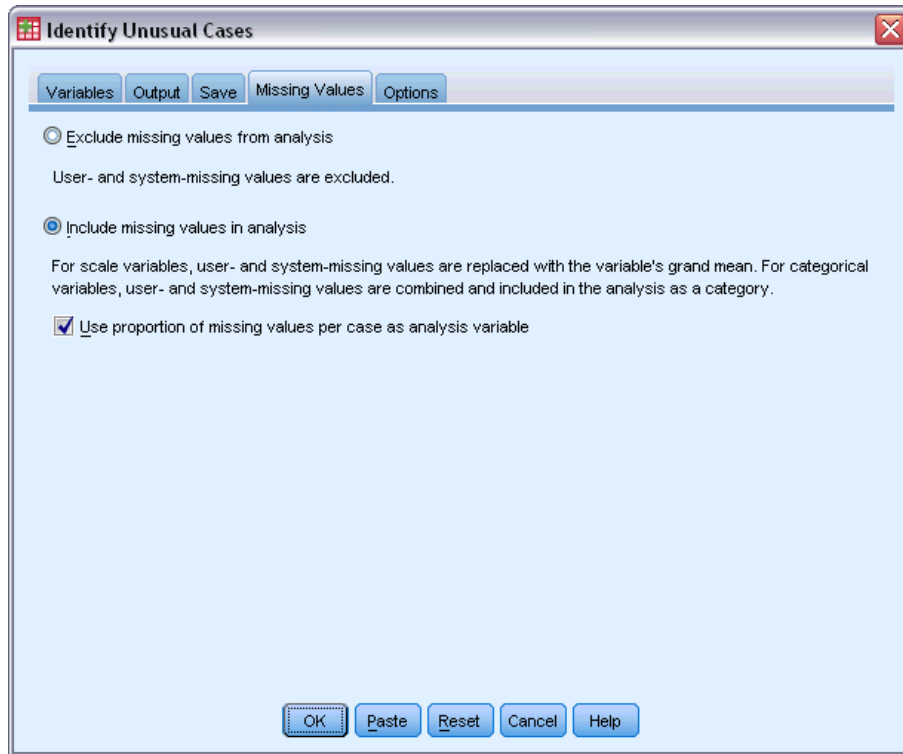 Identify Unusual Cases
Variables Output Save Missing Values Options
Exclude missing values from analysis
User- and system-missing values are excluded.
Include missing values in analysis
For scale variables, user- and system-missing values are replaced with the variable's grand mean. For categorical
variables, user- and system-missing values are combined and included in the analysis as a category.
Use proportion of missing values per case as analysis variable
OK Paste Reset Cancel Help